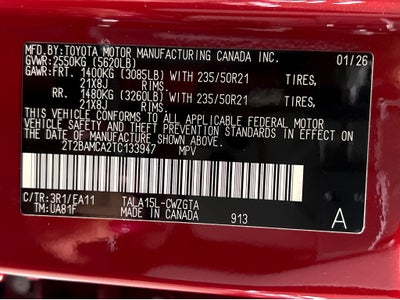 MFD.BY:TOYOTA MOTOR MANUFACTURING CANADA INC. 01/26
GVWR:2550KG (5620LB)
GAWR:FRT. 1400KG (3085LB) WITH 235/50R21 TIRES,
21X8J RIMS.
RR. 1480KG (3260LB) WITH 235/50R21 TIRES,
21X8J RIMS.
THIS VEHICLE CONFORMS TO ALL APPLICABLE FEDERAL MOTOR
VEHICLE SAFETY AND THEFT PREVENTION STANDARDS IN EFFECT
ON THE DATE OF MANUFACTURE SHOWN ABOVE.
2T2BAMCA2TC133947 MPV
C/TR:3R1/EA11 TALA15L-CWZGTA
TM:UA81F MADE IN CANADA 913 A